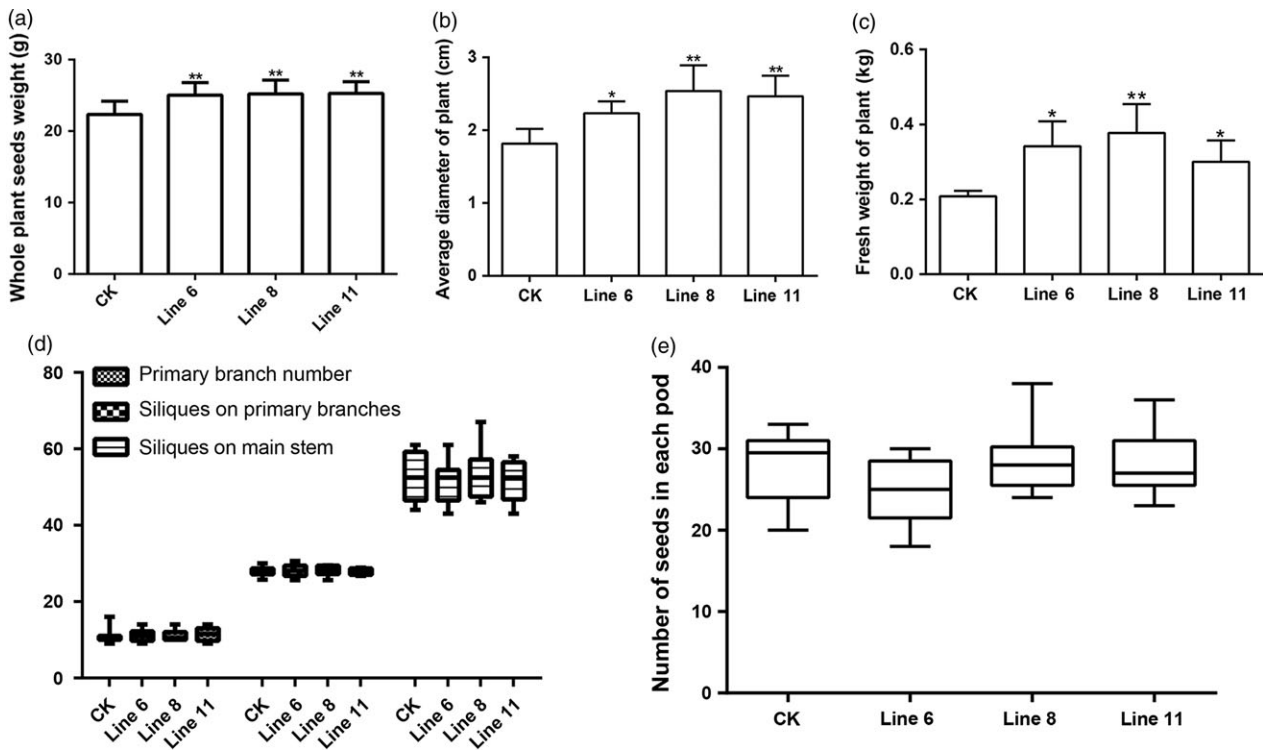 (a)
Whole plant seeds weight (g)
30
20
10
0
**
**
**
CK
Line 6
Line 8
Line 11
(b)
Average diameter of plant (cm)
3
2
1
0
*
**
**
CK
Line 6
Line 8
Line 11
(c)
Fresh weight of plant (kg)
0.6
0.4
0.2
0.0
*
**
*
CK
Line 6
Line 8
Line 11
(d)
80
60
40
20
0
Primary branch number
Siliques on primary branches
Siliques on main stem
CK
Line 6
Line 8
Line 11
CK
Line 6
Line 8
Line 11
CK
Line 6
Line 8
Line 11
(e)
Number of seeds in each pod
40
30
20
10
0
CK
Line 6
Line 8
Line 11